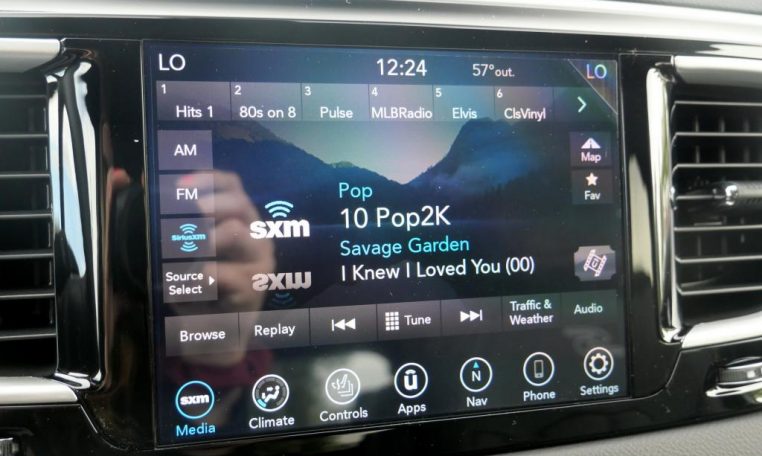 LO 12:24 57° out. LO
1 Hits 1
2 80s on 8
3 Pulse
4 MLBRadio
5 Elvis
6 ClsVinyl
AM
FM
SiriusXM
Source Select
Map
Fav
sxm
Pop
10 Pop2K
Savage Garden
I Knew I Loved You (00)
Browse
Replay
Tune
Traffic & Weather
Audio
sxm
Media
Climate
Controls
û
Apps
N
Nav
Phone
Settings